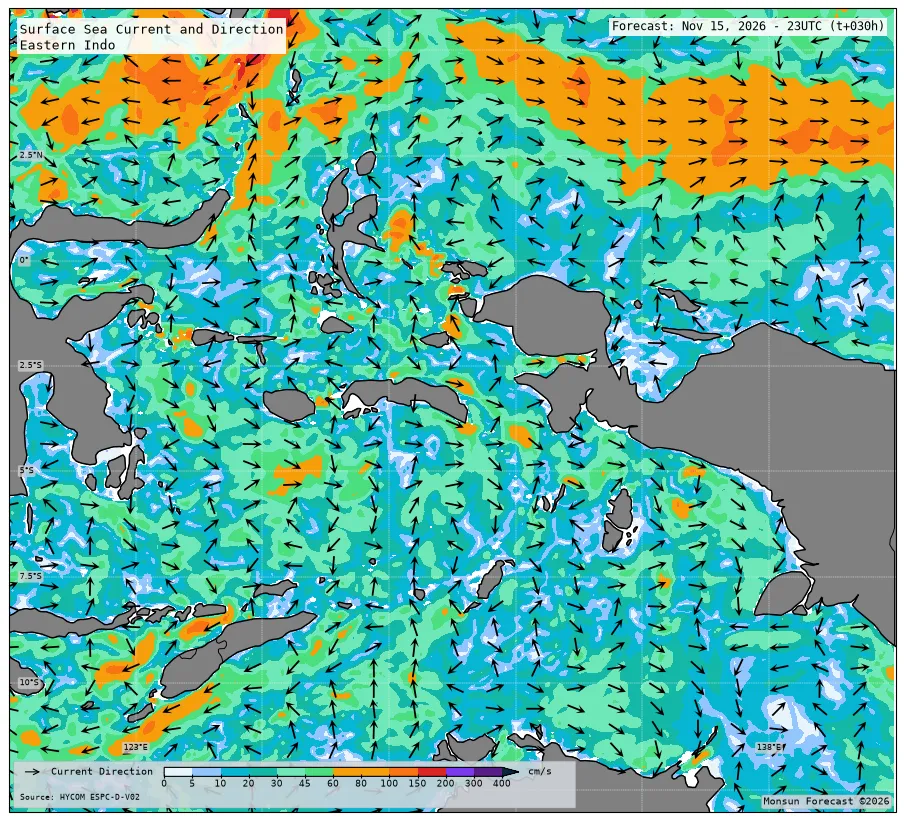 Surface Sea Current and Direction
Eastern Indo
Forecast: Nov 15, 2026 - 23UTC (t+030h)
2.5°N
0°
2.5°S
5°S
7.5°S
10°S
123°E
138°E
Current Direction
0 5 10 20 30 45 60 80 100 150 200 300 400
cm/s
Source: HYCOM ESPC-D-V02
Monsun Forecast ©2026